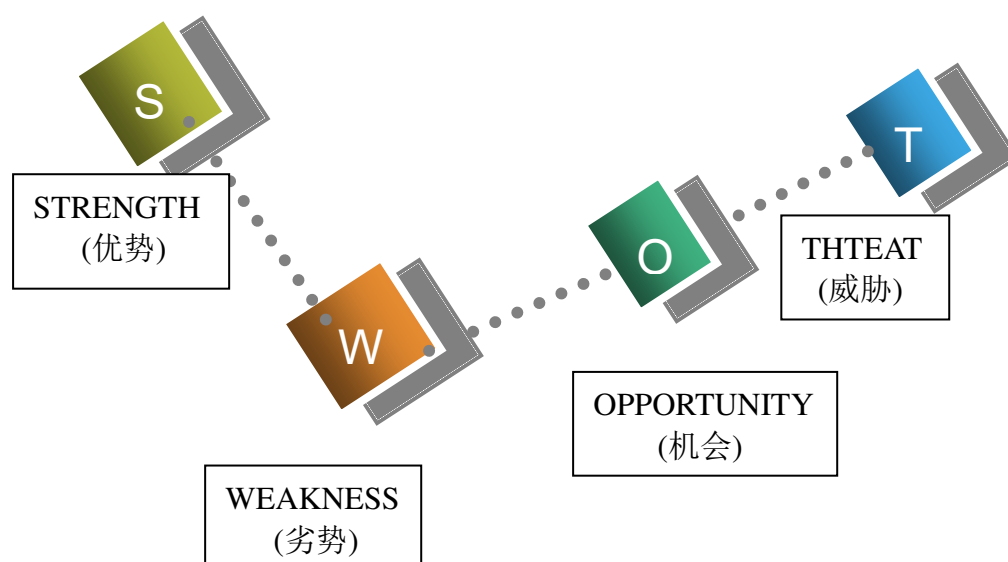 S
STRENGTH
(优势)
W
WEAKNESS
(劣势)
O
OPPORTUNITY
(机会)
T
THTEAT
(威胁)